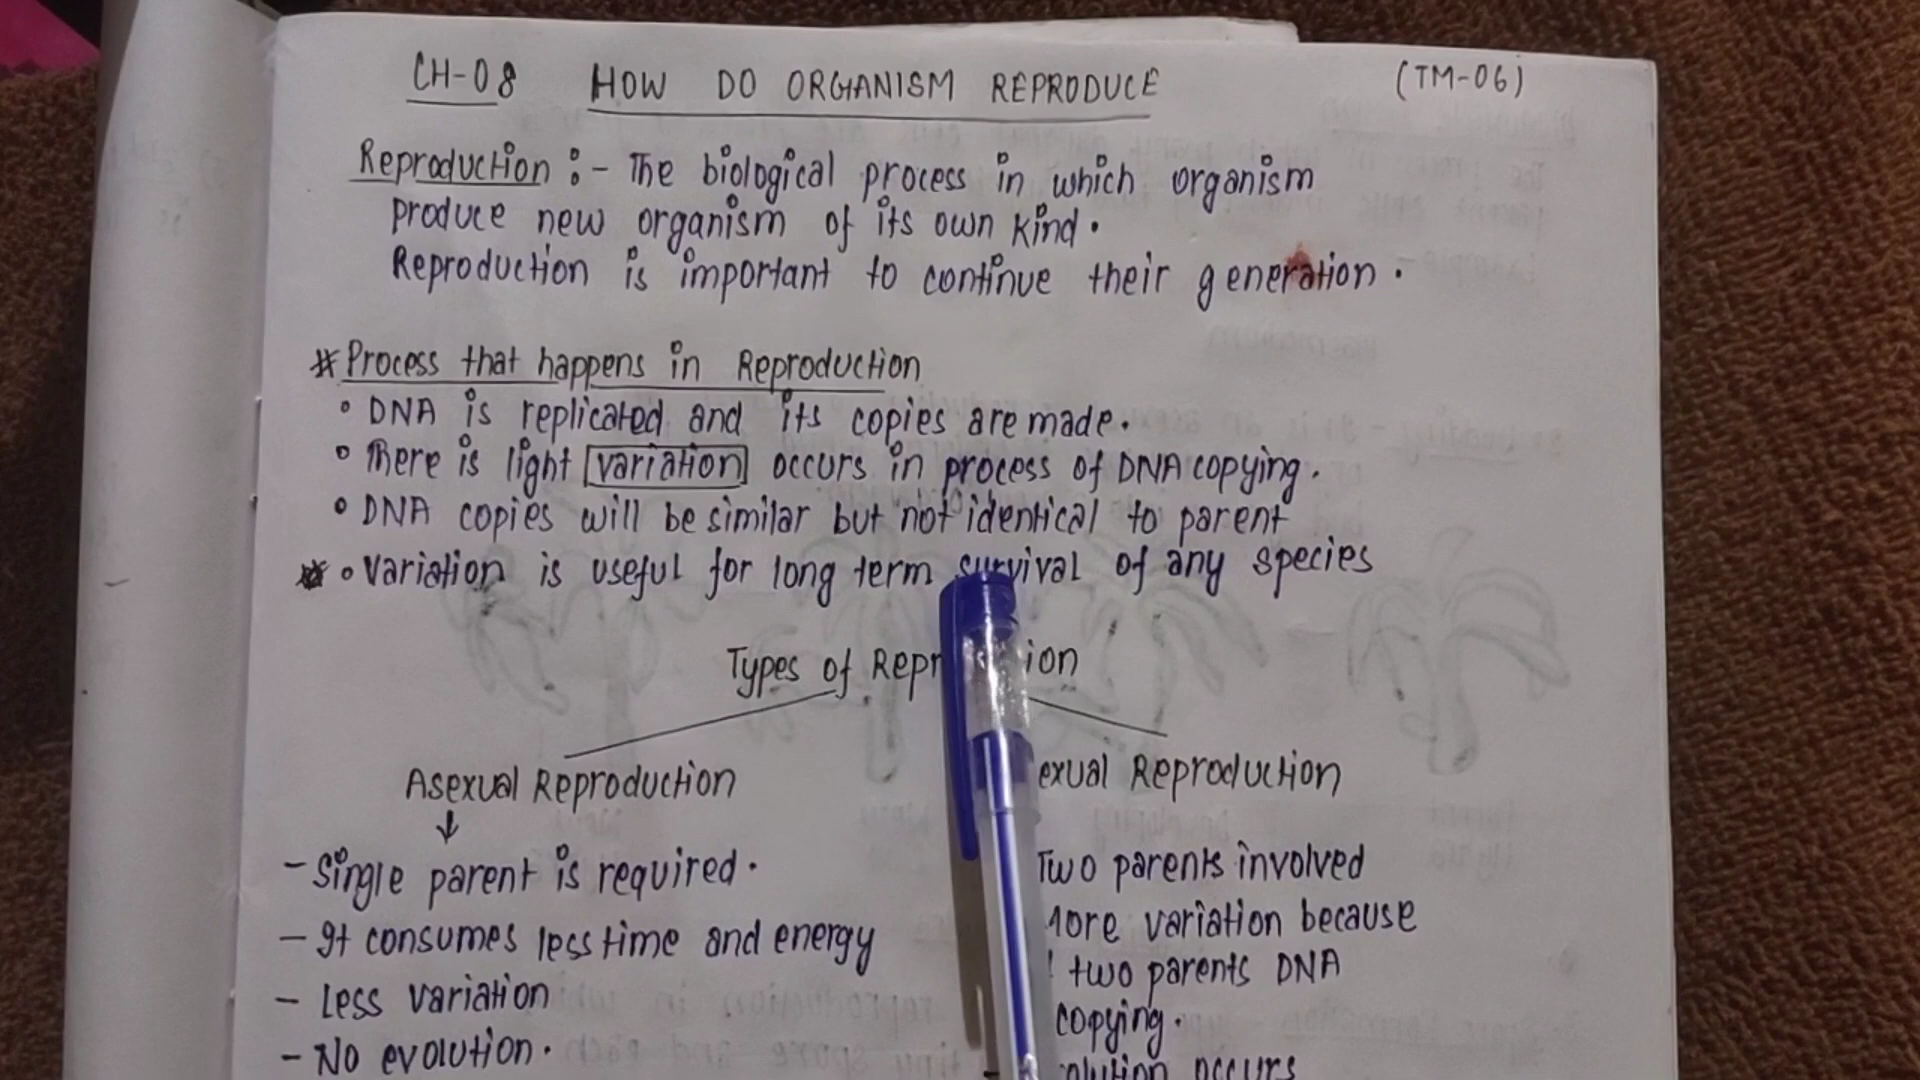 CH-08 HOW DO ORGANISM REPRODUCE (TM-06)
Reproduction :- The biological process in which organism
produce new organism of its own kind.
Reproduction is important to continue their generation.
* Process that happens in Reproduction
• DNA is replicated and its copies are made.
• There is light variation occurs in process of DNA copying.
• DNA copies will be similar but not identical to parent
* • Variation is useful for long term survival of any species
Types of Repr ion
Asexual Reproduction
exual Reproduction
↓
- Single parent is required.
- It consumes less time and energy
- Less variation
- No evolution.
Two parents involved
More variation because
two parents DNA
copying.
olution occurs